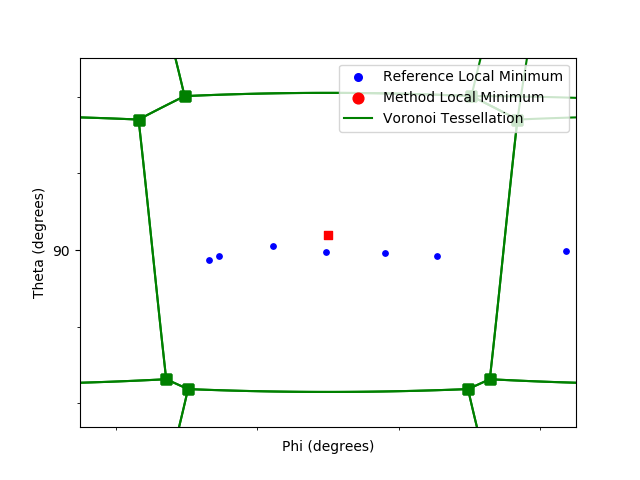 Reference Local Minimum
Method Local Minimum
Voronoi Tessellation
Theta (degrees)
90
Phi (degrees)